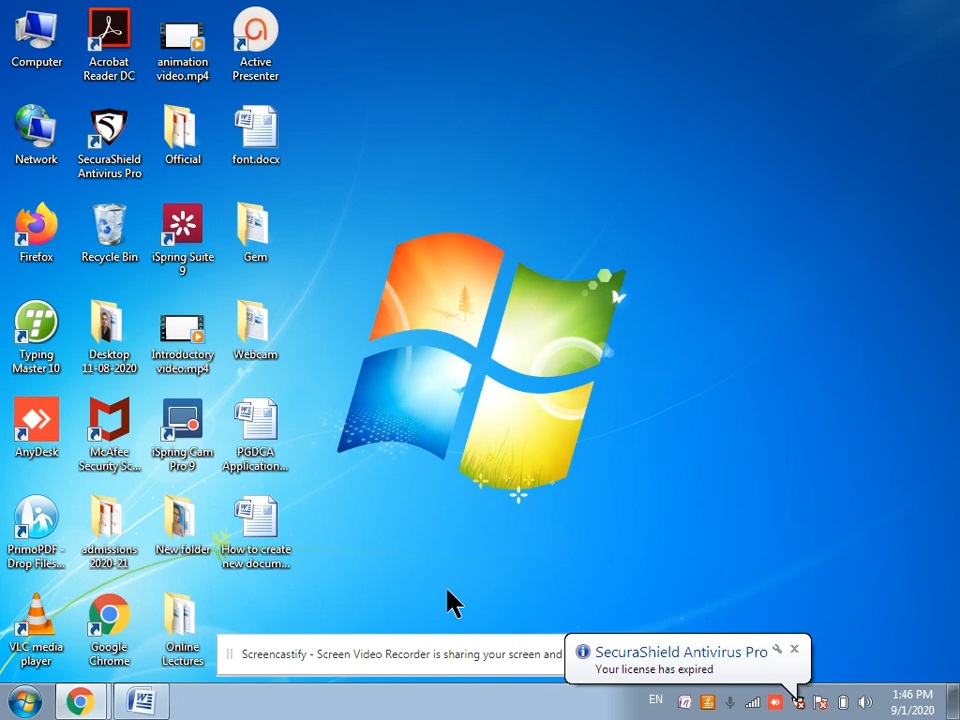 Computer
Acrobat
Reader DC
animation
video.mp4
Active
Presenter
Network
SecuraShield
Antivirus Pro
Official
font.docx
Firefox
Recycle Bin
iSpring Suite
9
Gem
Typing
Master 10
Desktop
11-08-2020
Introductory
video.mp4
Webcam
AnyDesk
McAfee
Security Sc...
iSpring Cam
Pro 9
PGDCA
Application...
PrimoPDF -
Drop Files...
admissions
2020-21
New folder
How to create
new docum...
VLC media
player
Google
Chrome
Online
Lectures
Screencastify - Screen Video Recorder is sharing your screen and
SecuraShield Antivirus Pro
Your license has expired
EN
1:46 PM
9/1/2020